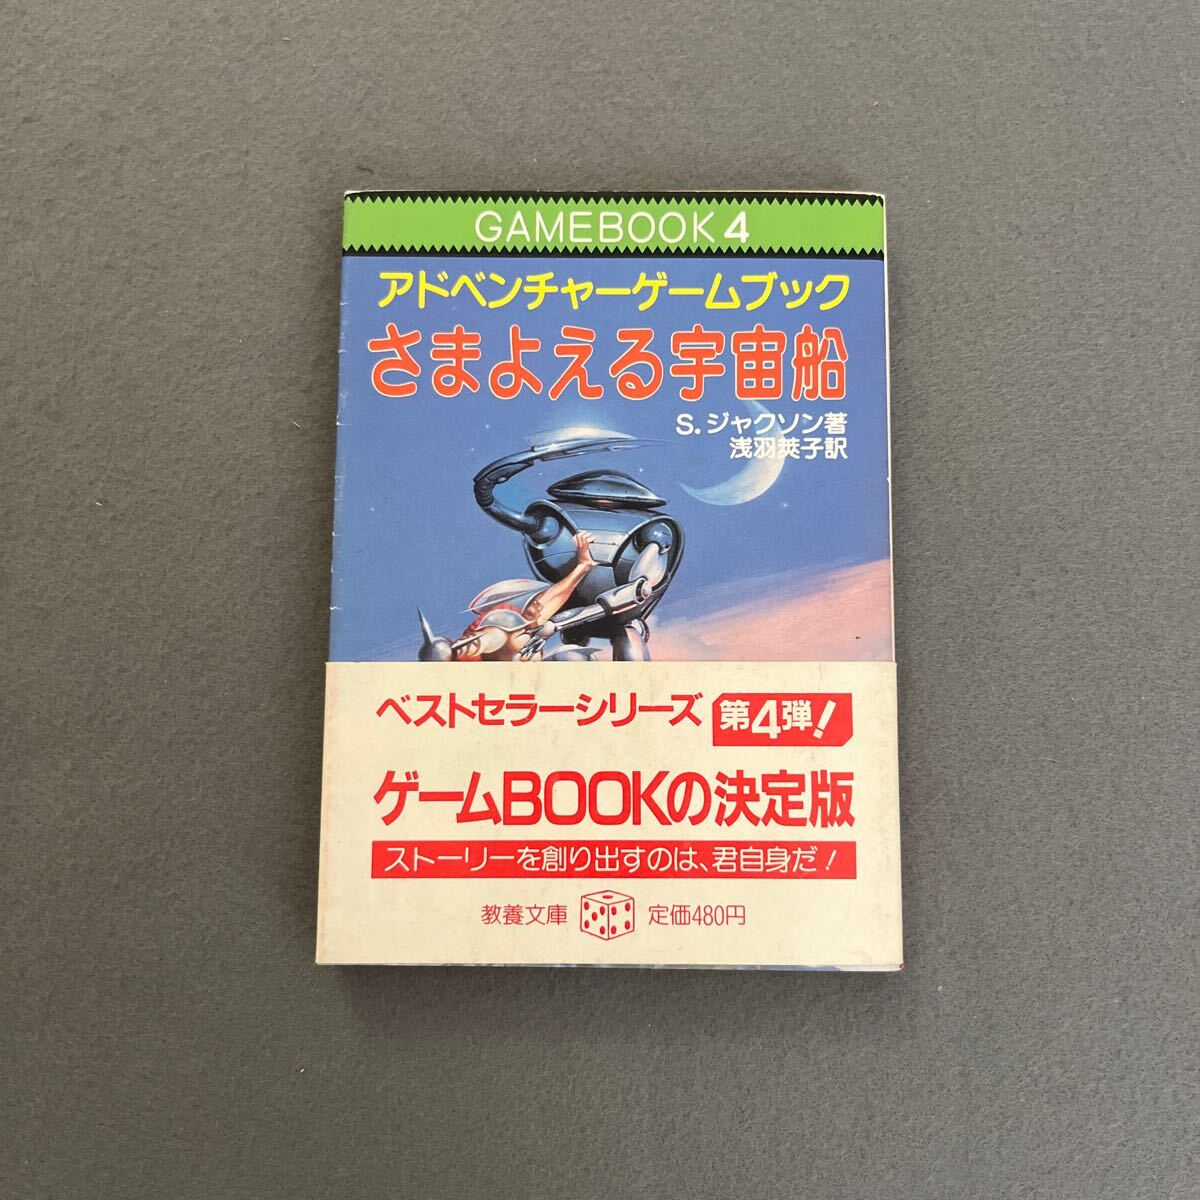 GAMEBOOK 4
アドベンチャーゲームブック
さまよえる宇宙船
S.ジャクソン著
浅羽莢子訳
ベストセラーシリーズ 第4弾!
ゲームBOOKの決定版
ストーリーを創り出すのは、君自身だ!
教養文庫 定価480円